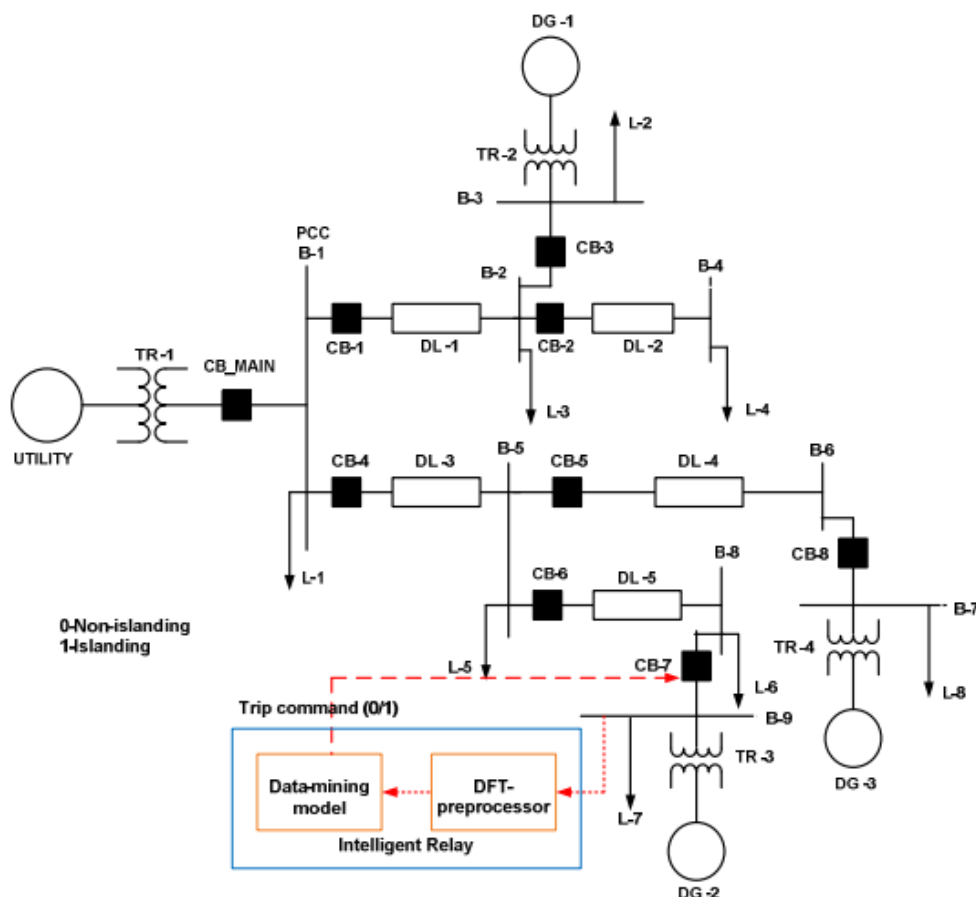 DG-1
L-2
TR-2
B-3
PCC
B-1
CB-3
B-2
B-4
CB-1
DL-1
CB-2
DL-2
TR-1
CB_MAIN
L-3
L-4
UTILITY
B-5
B-6
CB-4
DL-3
CB-5
DL-4
L-1
CB-6
DL-5
B-8
CB-8
0-Non-islanding
1-Islanding
B-7
TR-4
L-5
CB-7
L-6
L-8
Trip command (0/1)
B-9
TR-3
Data-mining
model
DFT-
preprocessor
DG-3
L-7
Intelligent Relay
DG-2